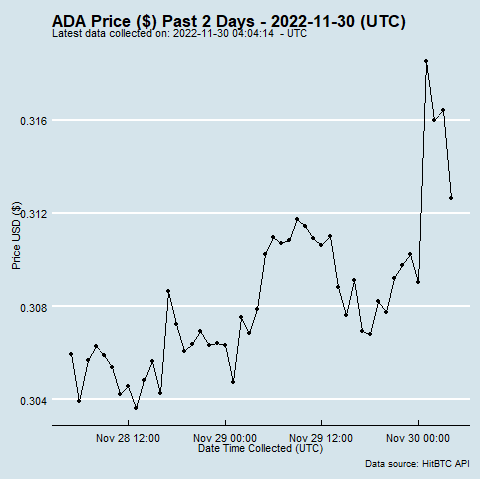 ADA Price ($) Past 2 Days - 2022-11-30 (UTC)
Latest data collected on: 2022-11-30 04:04:14 - UTC
0.316
0.312
0.308
0.304
Price USD ($)
Nov 28 12:00 Nov 29 00:00 Nov 29 12:00 Nov 30 00:00
Date Time Collected (UTC)
Data source: HitBTC API